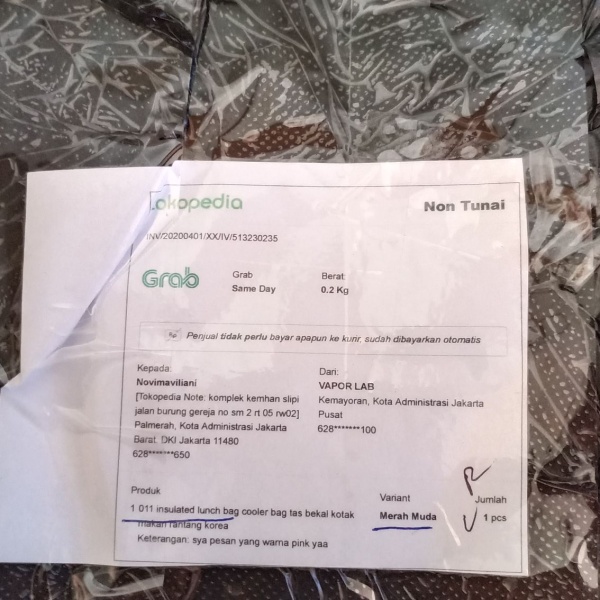 tokopedia
Non Tunai
INV/20200401/XX/IV/513230235
Grab
Grab
Same Day
Berat
0.2 Kg
Penjual tidak perlu bayar apapun ke kurir, sudah dibayarkan otomatis
Kepada:
Novimaviliani
[Tokopedia Note: komplek kemhan slipi
jalan burung gereja no sm 2 rt 05 rw02]
Palmerah, Kota Administrasi Jakarta
Barat. DKI Jakarta 11480
628*******650
Dari:
VAPOR LAB
Kemayoran, Kota Administrasi Jakarta
Pusat
628*******100
Produk
Variant
Jumlah
1 011 insulated lunch bag cooler bag tas bekal kotak
makan rantang korea
Merah Muda
1 pcs
Keterangan: sya pesan yang warna pink yaa